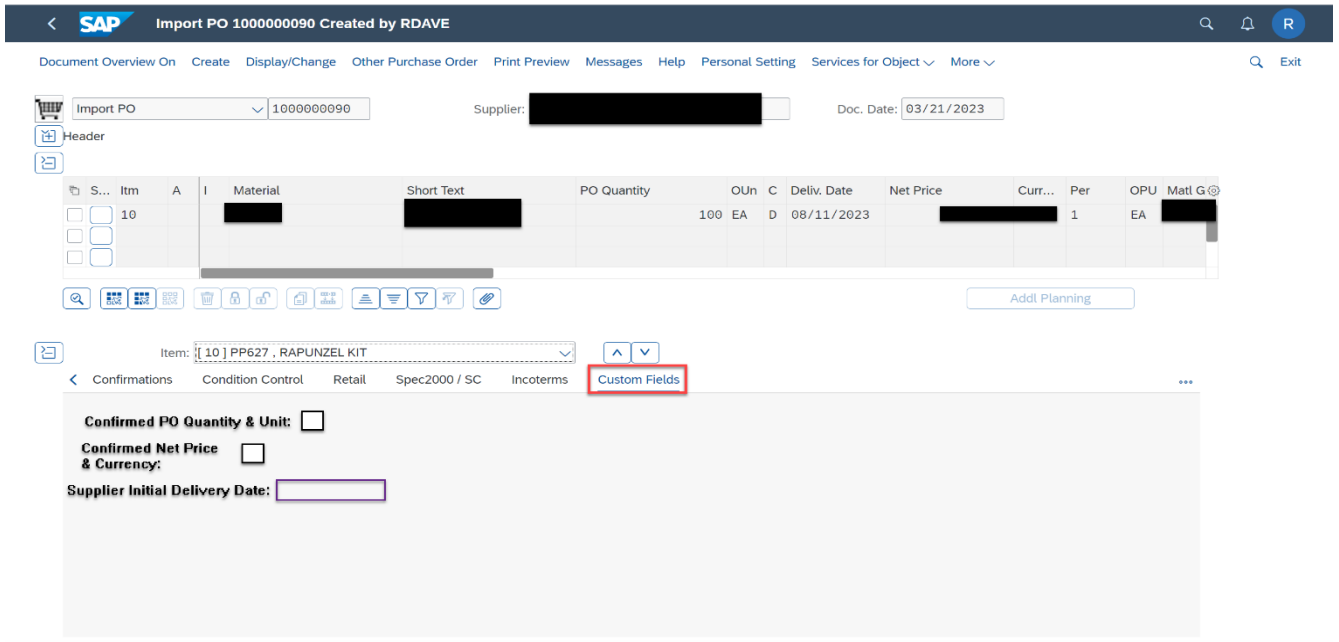 SAP Import PO 1000000090 Created by RDAVE R
Document Overview On Create Display/Change Other Purchase Order Print Preview Messages Help Personal Setting Services for Object More Exit
Import PO 1000000090 Supplier: Doc. Date: 03/21/2023
Header
S... Itm A I Material Short Text PO Quantity OUn C Deliv. Date Net Price Curr... Per OPU Matl G
10 100 EA D 08/11/2023 1 EA
Addl Planning
Item: [ 10 ] PP627 , RAPUNZEL KIT
Confirmations Condition Control Retail Spec2000 / SC Incoterms Custom Fields
Confirmed PO Quantity & Unit:
Confirmed Net Price
& Currency:
Supplier Initial Delivery Date: